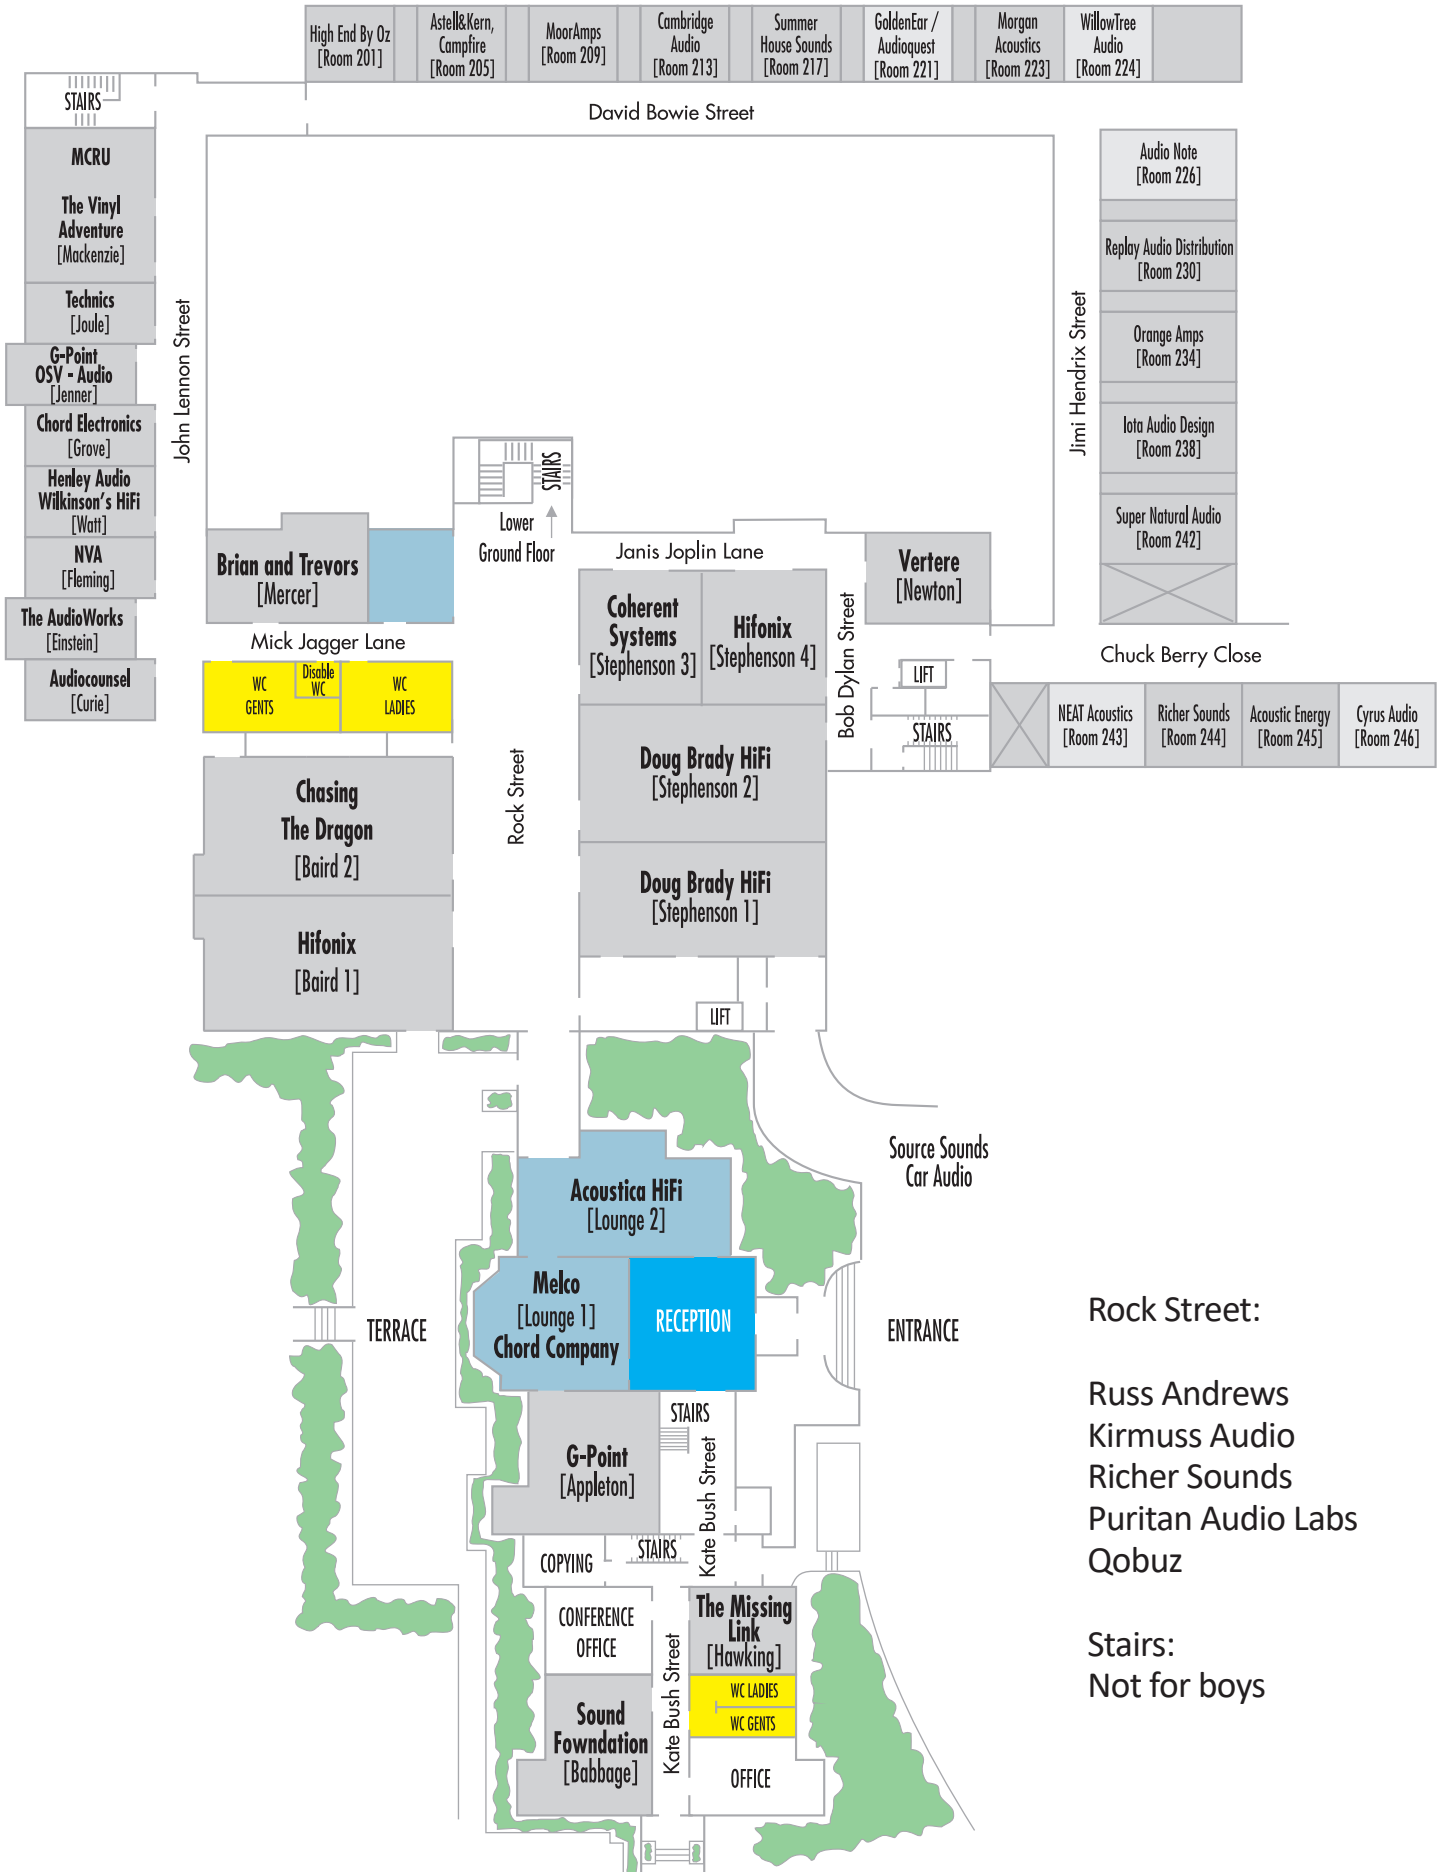 High End By Oz
[Room 201]
Astell&Kern,
Campfire
[Room 205]
MoorAmps
[Room 209]
Cambridge
Audio
[Room 213]
Summer
House Sounds
[Room 217]
GoldenEar /
Audioquest
[Room 221]
Morgan
Acoustics
[Room 223]
WillowTree
Audio
[Room 224]
David Bowie Street
STAIRS
MCRU
The Vinyl
Adventure
[Mackenzie]
Technics
[Joule]
G-Point
OSV - Audio
[Jenner]
Chord Electronics
[Grove]
Henley Audio
Wilkinson's HiFi
[Watt]
NVA
[Fleming]
The AudioWorks
[Einstein]
Audiocounsel
[Curie]
John Lennon Street
Audio Note
[Room 226]
Replay Audio Distribution
[Room 230]
Orange Amps
[Room 234]
Iota Audio Design
[Room 238]
Super Natural Audio
[Room 242]
Jimi Hendrix Street
STAIRS
Lower
Ground Floor
Janis Joplin Lane
Brian and Trevors
[Mercer]
Mick Jagger Lane
Vertere
[Newton]
Coherent
Systems
[Stephenson 3]
Hifonix
[Stephenson 4]
Bob Dylan Street
Chuck Berry Close
LIFT
STAIRS
NEAT Acoustics
[Room 243]
Richer Sounds
[Room 244]
Acoustic Energy
[Room 245]
Cyrus Audio
[Room 246]
WC
GENTS
Disable
WC
WC
LADIES
Rock Street
Doug Brady HiFi
[Stephenson 2]
Chasing
The Dragon
[Baird 2]
Doug Brady HiFi
[Stephenson 1]
Hifonix
[Baird 1]
LIFT
Source Sounds
Car Audio
Acoustica HiFi
[Lounge 2]
Melco
[Lounge 1]
Chord Company
RECEPTION
TERRACE
ENTRANCE
STAIRS
G-Point
[Appleton]
Kate Bush Street
COPYING
STAIRS
CONFERENCE
OFFICE
The Missing
Link
[Hawking]
WC LADIES
WC GENTS
Kate Bush Street
Sound
Fowndation
[Babbage]
OFFICE
Rock Street:
Russ Andrews
Kirmuss Audio
Richer Sounds
Puritan Audio Labs
Qobuz
Stairs:
Not for boys